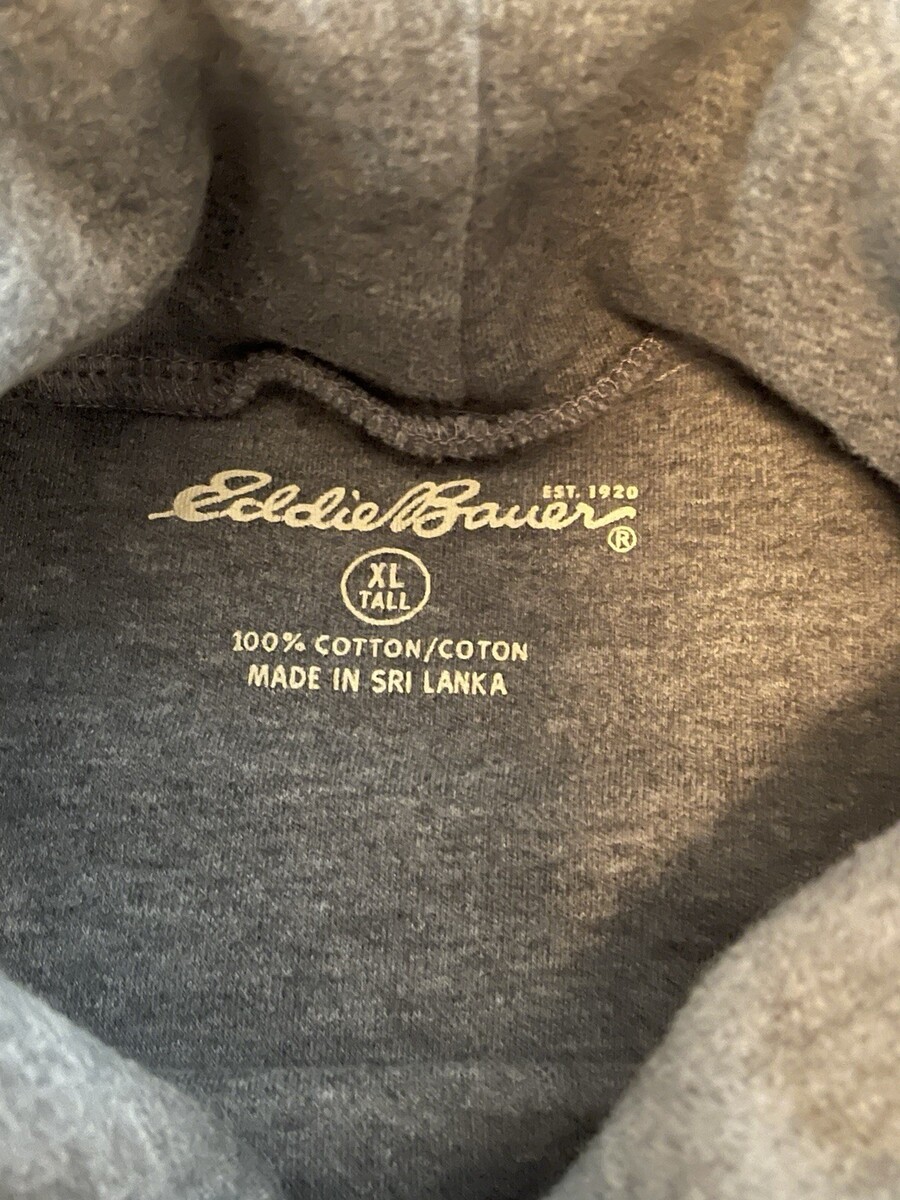 Eddie Bauer
EST. 1920
®
XL
TALL
100% COTTON/COTON
MADE IN SRI LANKA